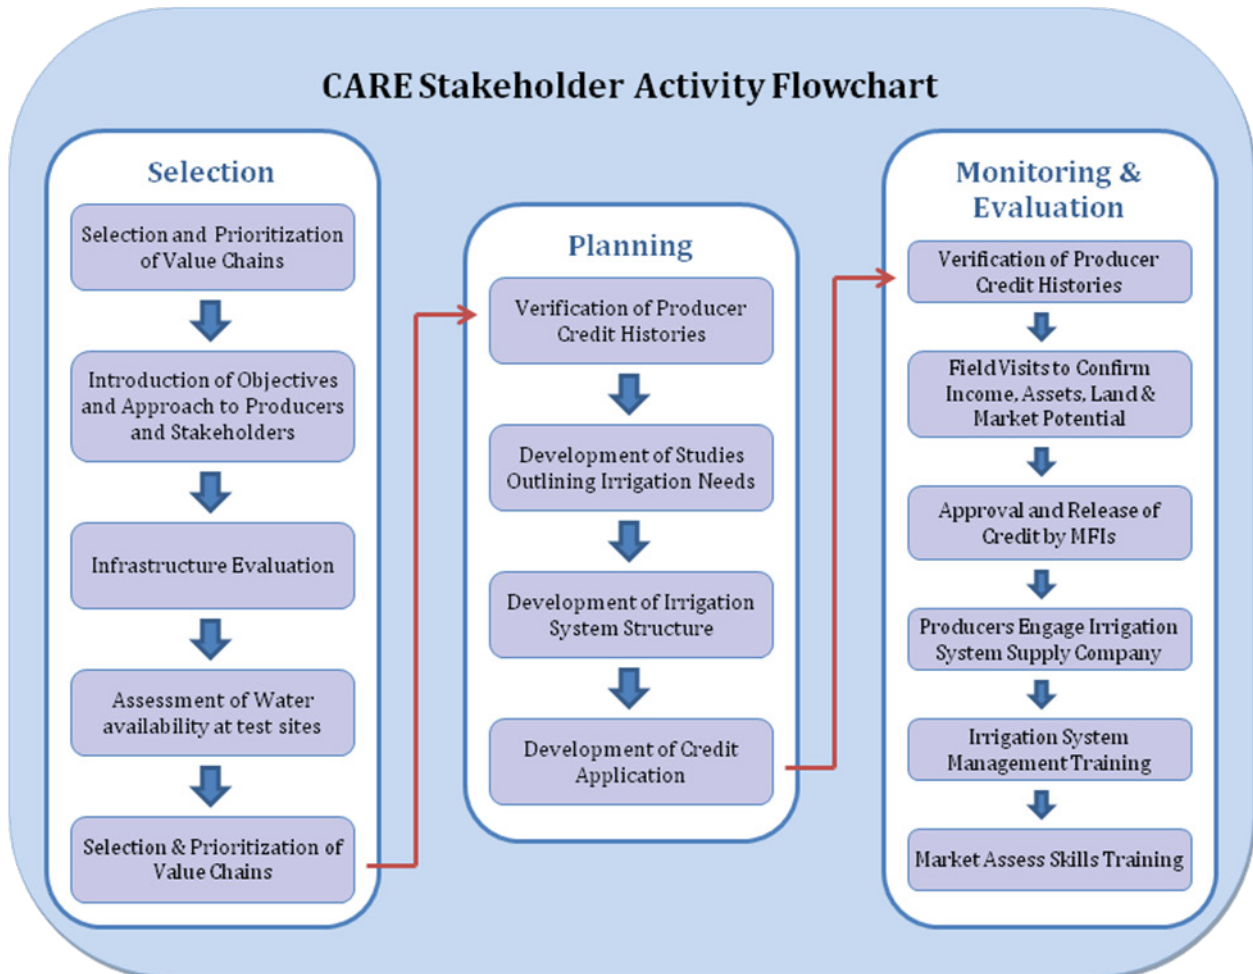 CARE Stakeholder Activity Flowchart
Selection
Selection and Prioritization
of Value Chains
Introduction of Objectives
and Approach to Producers
and Stakeholders
Infrastructure Evaluation
Assessment of Water
availability at test sites
Selection & Prioritization of
Value Chains
Planning
Verification of Producer
Credit Histories
Development of Studies
Outlining Irrigation Needs
Development of Irrigation
System Structure
Development of Credit
Application
Monitoring &
Evaluation
Verification of Producer
Credit Histories
Field Visits to Confirm
Income, Assets, Land &
Market Potential
Approval and Release of
Credit by MFIs
Producers Engage Irrigation
System Supply Company
Irrigation System
Management Training
Market Assess Skills Training